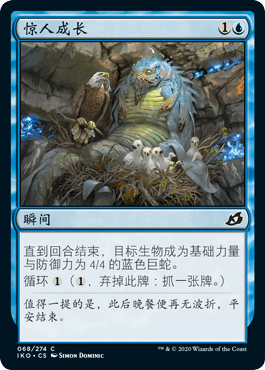 惊人成长 1
瞬间
直到回合结束，目标生物成为基础力量
与防御力为 4/4 的蓝色巨蛇。
循环 1（1，弃掉此牌：抓一张牌。）
值得一提的是，此后晚餐便再无波折，平
安结束。
068/274 C
IKO • CS SIMON DOMINIC
™ & © 2020 Wizards of the Coast